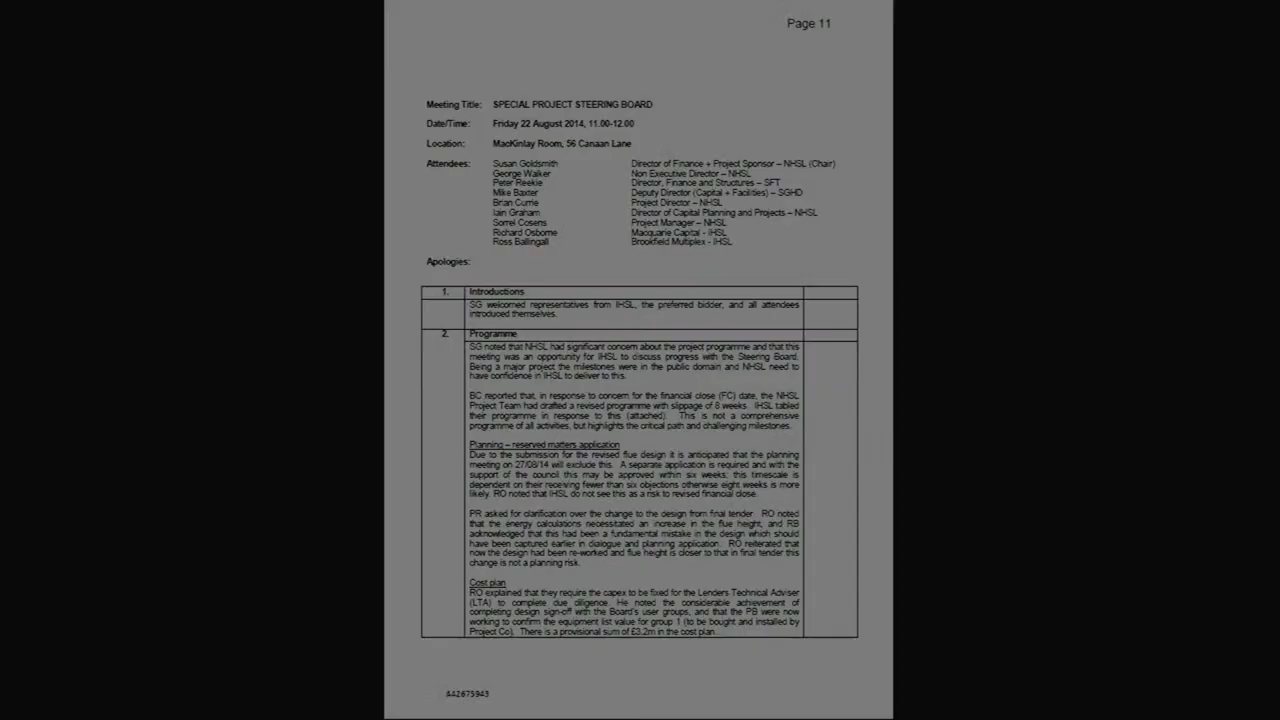 Page 11
Meeting Title: SPECIAL PROJECT STEERING BOARD
Date/Time: Friday 22 August 2014, 11.00-12.00
Location: MacKinlay Room, 56 Canaan Lane
Attendees: Susan Goldsmith Director of Finance + Project Sponsor – NHSL (Chair)
George Walker Non Executive Director – NHSL
Peter Reekie Director, Finance and Structures – SFT
Mike Baxter Deputy Director (Capital + Facilities) – SGHD
Brian Currie Project Director – NHSL
Iain Graham Director of Capital Planning and Projects – NHSL
Sorrel Cosens Project Manager – NHSL
Richard Osborne Macquarie Capital - IHSL
Ross Ballingall Brookfield Multiplex - IHSL
Apologies:
1. Introductions
SG welcomed representatives from IHSL, the preferred bidder, and all attendees
introduced themselves.
2. Programme
SG noted that NHSL had significant concern about the project programme and that this
meeting was an opportunity for IHSL to discuss progress with the Steering Board.
Being a major project the milestones were in the public domain and NHSL need to
have confidence in IHSL to deliver to this.
BC reported that, in response to concern for the financial close (FC) date, the NHSL
Project Team had drafted a revised programme with slippage of 8 weeks. IHSL tabled
their programme in response to this (attached). This is not a comprehensive
programme of all activities, but highlights the critical path and challenging milestones.
Planning – reserved matters application
Due to the submission for the revised flue design it is anticipated that the planning
meeting on 27/08/14 will exclude this. A separate application is required and with the
support of the council this may be approved within six weeks; this timescale is
dependent on their receiving fewer than six objections otherwise eight weeks is more
likely. RO noted that IHSL do not see this as a risk to revised financial close.
PR asked for clarification over the change to the design from final tender. RO noted
that the energy calculations necessitated an increase in the flue height, and RB
acknowledged that this had been a fundamental mistake in the design which should
have been captured earlier in dialogue and planning application. RO reiterated that
now the design had been re-worked and flue height is closer to that in final tender this
change is not a planning risk.
Cost plan
RO explained that they require the capex to be fixed for the Lenders Technical Adviser
(LTA) to complete due diligence. He noted the considerable achievement of
completing design sign-off with the Board's user groups, and that the PB were now
working to confirm the equipment list value for group 1 (to be bought and installed by
Project Co). There is a provisional sum of £3.2m in the cost plan.
A42675943